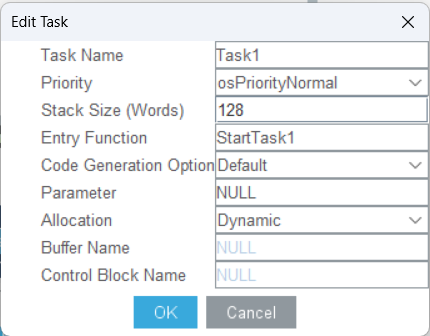 Edit Task
Task Name Task1
Priority osPriorityNormal
Stack Size (Words) 128
Entry Function StartTask1
Code Generation Option Default
Parameter NULL
Allocation Dynamic
Buffer Name NULL
Control Block Name NULL
OK Cancel